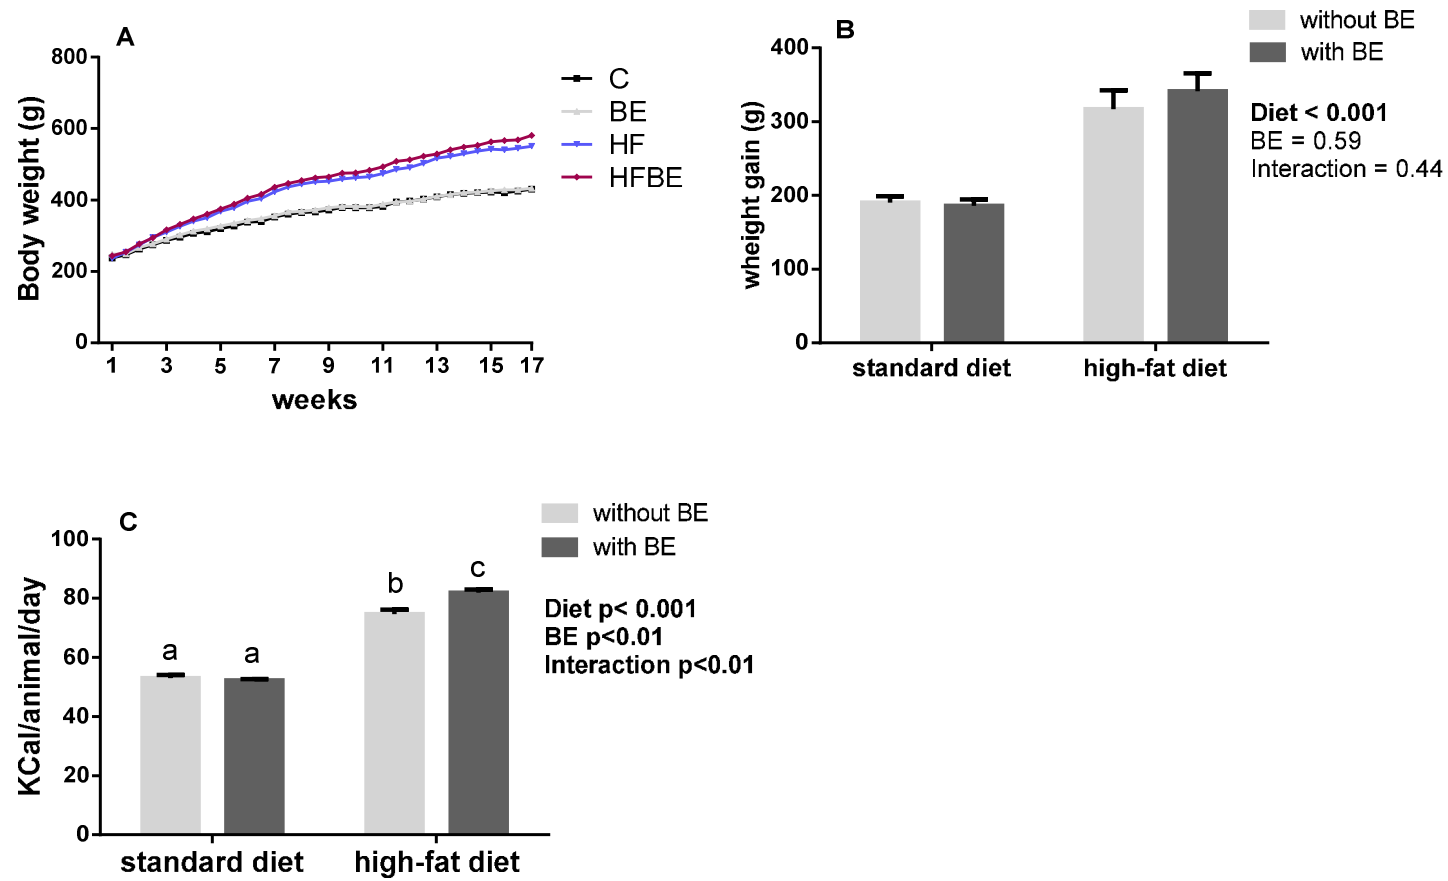 A
800
600
400
200
0
Body weight (g)
1 3 5 7 9 11 13 15 17
weeks
C
BE
HF
HFBE
B
without BE
with BE
400
300
200
100
0
wheight gain (g)
Diet < 0.001
BE = 0.59
Interaction = 0.44
standard diet high-fat diet
C
without BE
with BE
100
80
60
40
20
0
KCal/animal/day
a a b c
Diet p< 0.001
BE p<0.01
Interaction p<0.01
standard diet high-fat diet